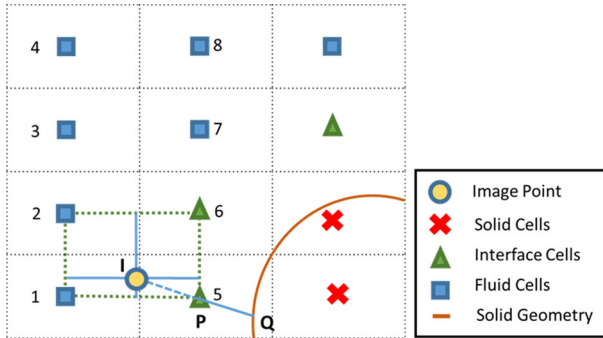 4
8
3
7
2
6
I
1
5
P
Q
Image Point
Solid Cells
Interface Cells
Fluid Cells
Solid Geometry